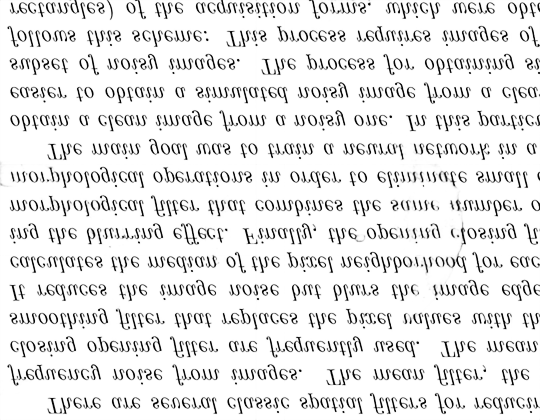 There are several classic spatial filters for reducin
frequency noise from images. The mean filter, the
closing opening filter are frequently used. The mean
smoothing filter that replaces the pixel values with th
It reduces the image noise but blurs the image edge
calculates the median of the pixel neighborhood for eac
ing the blurring effect. Finally, the opening closing fi
morphological filter that combines the same number o
morphological operations in order to eliminate small
The main goal was to train a neural network in a
obtain a clean image from a noisy one. In this partic
easier to obtain a simulated noisy image from a clea
subset of noisy images. The process for obtaining si
follows this scheme: This process requires images of
rectangles) of the acquisition forms, which were obt